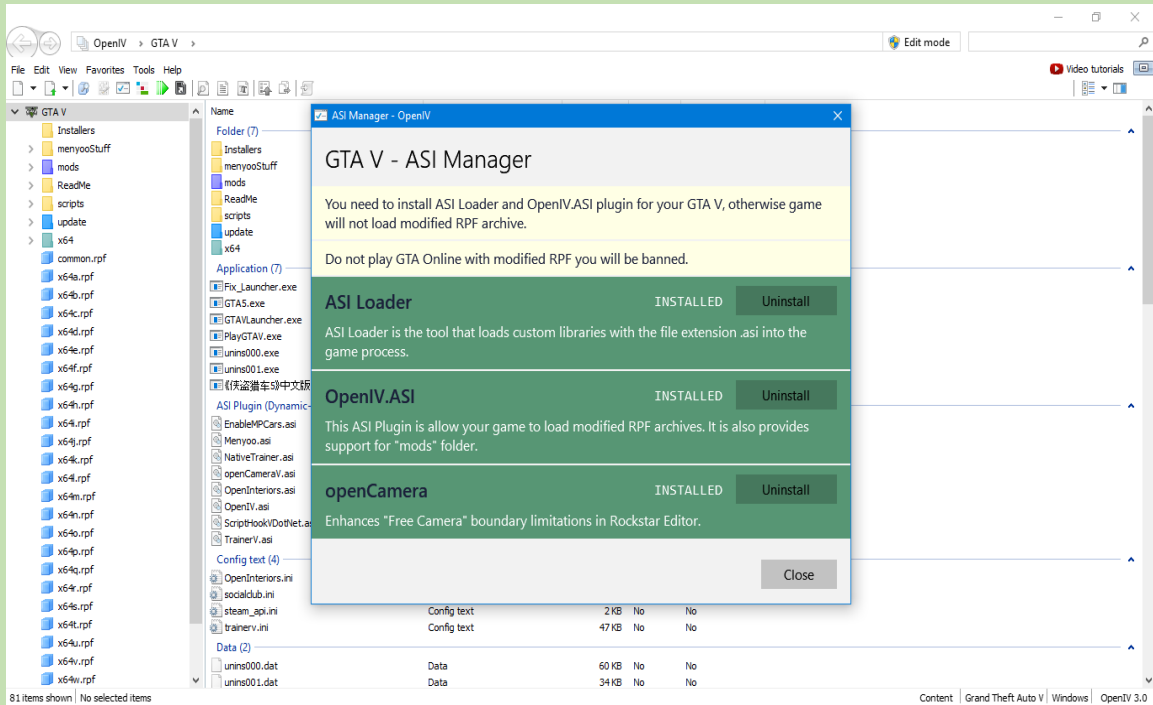 OpenIV
GTA V
Edit mode
File Edit View Favorites Tools Help
Video tutorials
GTA V
Installers
menyooStuff
mods
ReadMe
scripts
update
x64
common.rpf
x64a.rpf
x64b.rpf
x64c.rpf
x64d.rpf
x64e.rpf
x64f.rpf
x64g.rpf
x64h.rpf
x64i.rpf
x64j.rpf
x64k.rpf
x64l.rpf
x64m.rpf
x64n.rpf
x64o.rpf
x64p.rpf
x64q.rpf
x64r.rpf
x64s.rpf
x64t.rpf
x64u.rpf
x64v.rpf
x64w.rpf
Name
Folder (7)
Installers
menyooStuff
mods
ReadMe
scripts
update
x64
Application (7)
Fix_Launcher.exe
GTA5.exe
GTAVLauncher.exe
PlayGTAV.exe
unins000.exe
unins001.exe
《侠盗猎车5》中文版
ASI Plugin (Dynamic-
EnableMPCars.asi
Menyoo.asi
NativeTrainer.asi
openCameraV.asi
OpenInteriors.asi
OpenIV.asi
ScriptHookVDotNet.as
TrainerV.asi
Config text (4)
OpenInteriors.ini
socialclub.ini
steam_api.ini Config text 2 KB No No
trainerv.ini Config text 47 KB No No
Data (2)
unins000.dat Data 60 KB No No
unins001.dat Data 34 KB No No
ASI Manager - OpenIV
GTA V - ASI Manager
You need to install ASI Loader and OpenIV.ASI plugin for your GTA V, otherwise game
will not load modified RPF archive.
Do not play GTA Online with modified RPF you will be banned.
ASI Loader INSTALLED Uninstall
ASI Loader is the tool that loads custom libraries with the file extension .asi into the
game process.
OpenIV.ASI INSTALLED Uninstall
This ASI Plugin is allow your game to load modified RPF archives. It is also provides
support for "mods" folder.
openCamera INSTALLED Uninstall
Enhances "Free Camera" boundary limitations in Rockstar Editor.
Close
81 items shown No selected items
Content Grand Theft Auto V Windows OpenIV 3.0